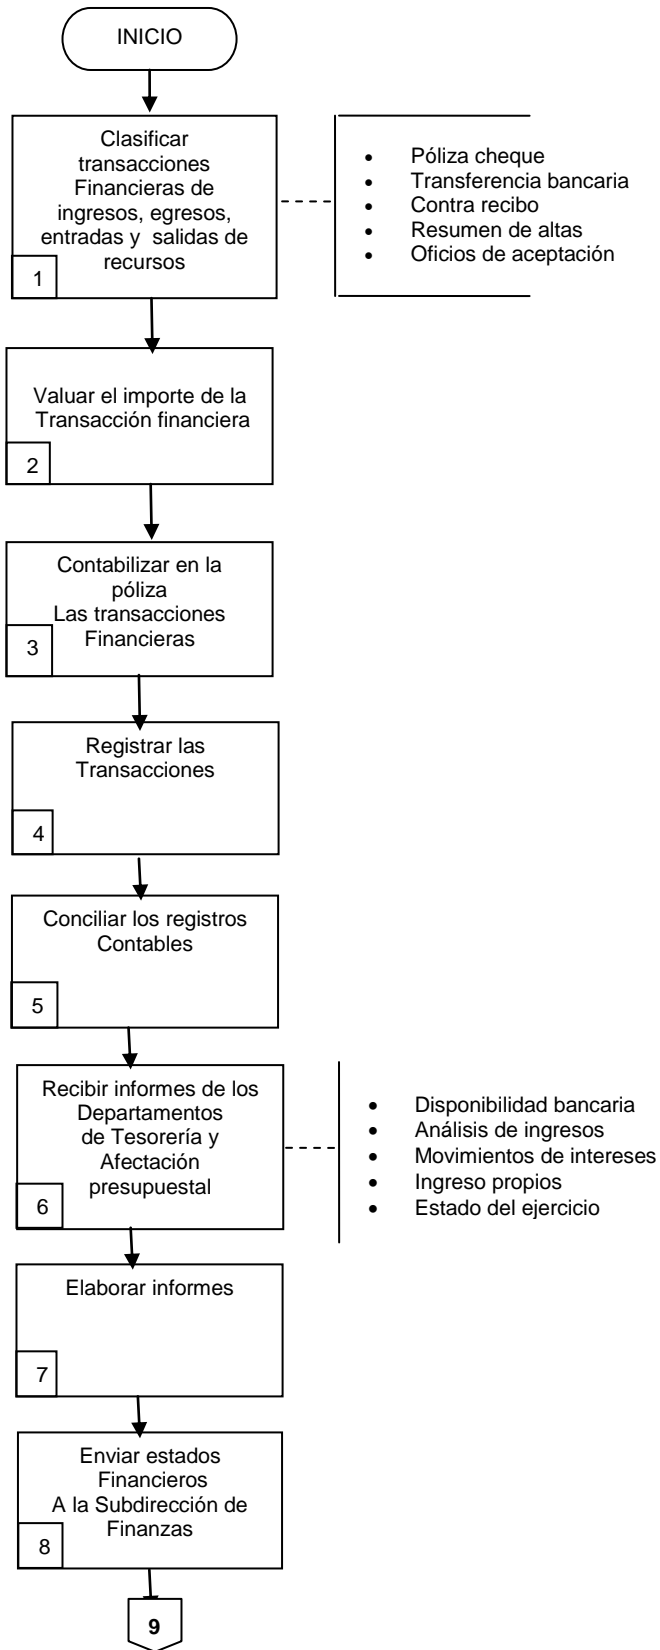 INICIO
Clasificar
transacciones
Financieras de
ingresos, egresos,
entradas y salidas de
recursos
1
• Póliza cheque
• Transferencia bancaria
• Contra recibo
• Resumen de altas
• Oficios de aceptación
Valuar el importe de la
Transacción financiera
2
Contabilizar en la
póliza
Las transacciones
Financieras
3
Registrar las
Transacciones
4
Conciliar los registros
Contables
5
Recibir informes de los
Departamentos
de Tesorería y
Afectación
presupuestal
6
• Disponibilidad bancaria
• Análisis de ingresos
• Movimientos de intereses
• Ingreso propios
• Estado del ejercicio
Elaborar informes
7
Enviar estados
Financieros
A la Subdirección de
Finanzas
8
9